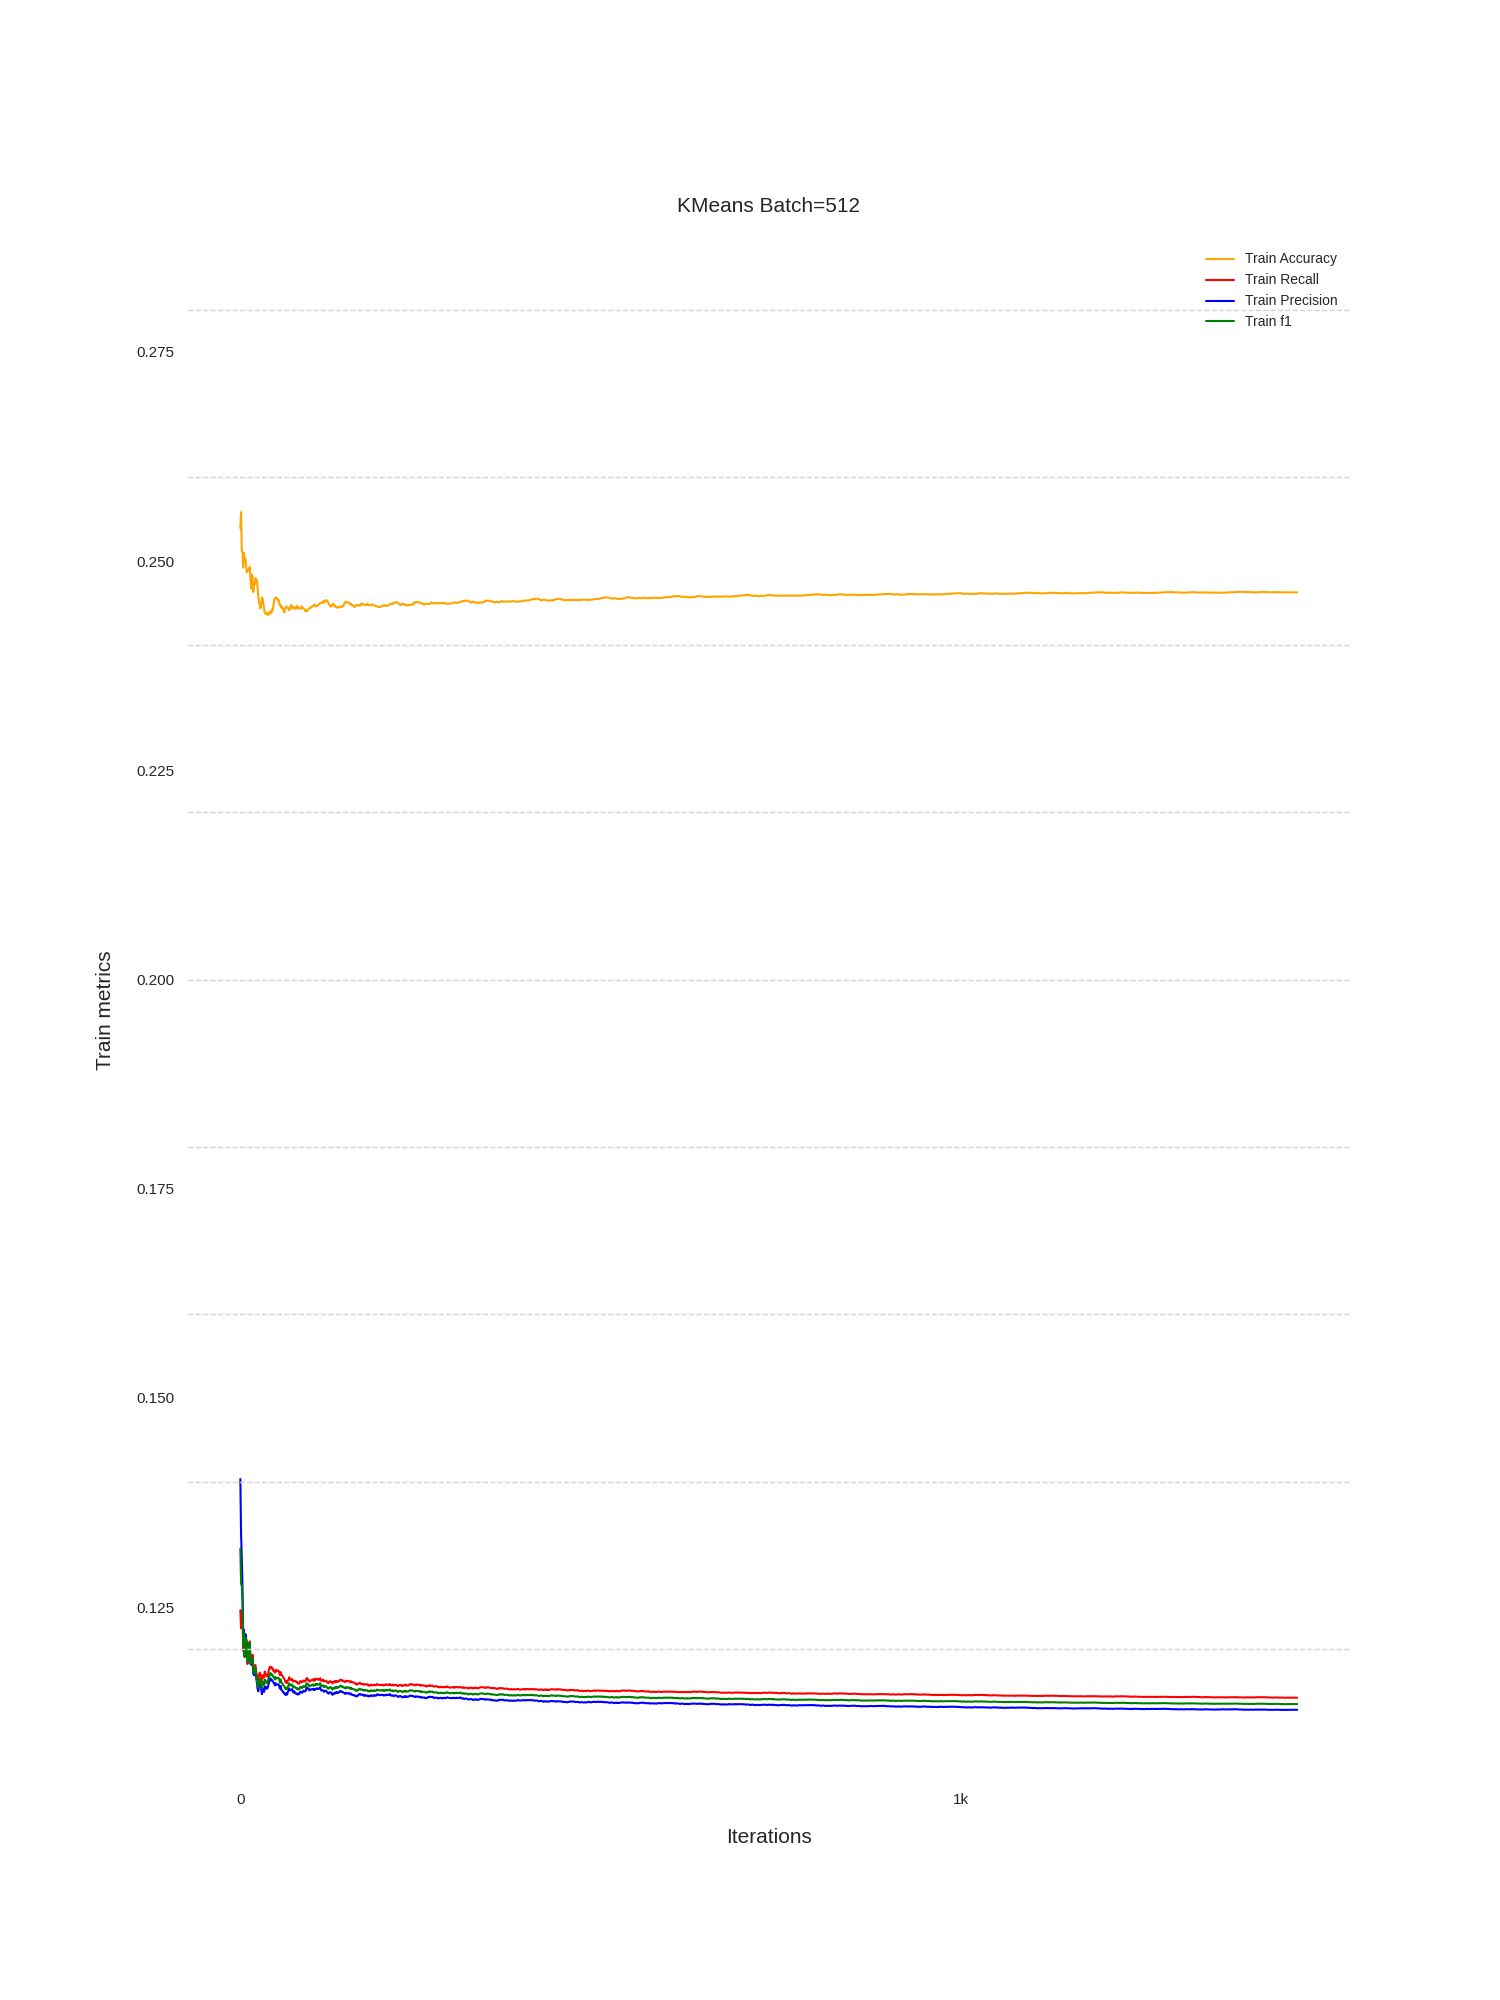 KMeans Batch=512
Train Accuracy
Train Recall
Train Precision
Train f1
0.275
0.250
0.225
0.200
0.175
0.150
0.125
Train metrics
0
1k
Iterations